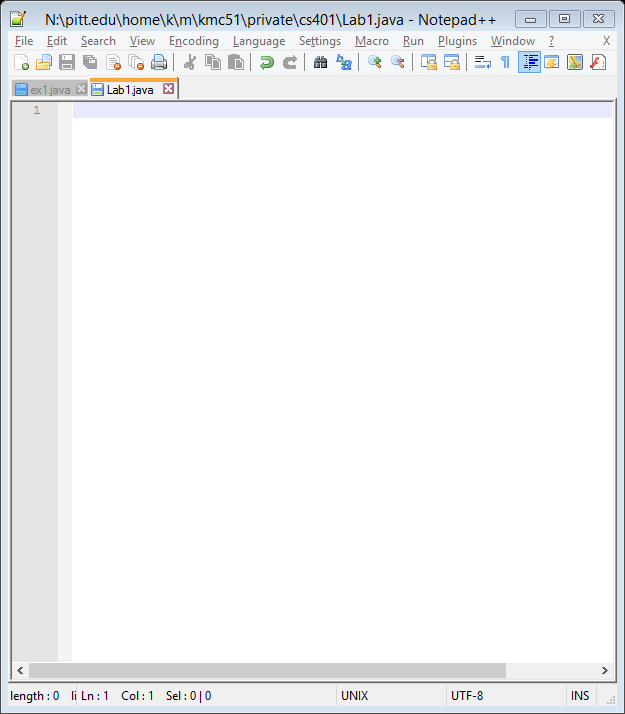 N:\pitt.edu\home\k\m\kmc51\private\cs401\Lab1.java - Notepad++
File Edit Search View Encoding Language Settings Macro Run Plugins Window ? X
ex1.java Lab1.java
1
length : 0 li Ln : 1 Col : 1 Sel : 0 | 0 UNIX UTF-8 INS